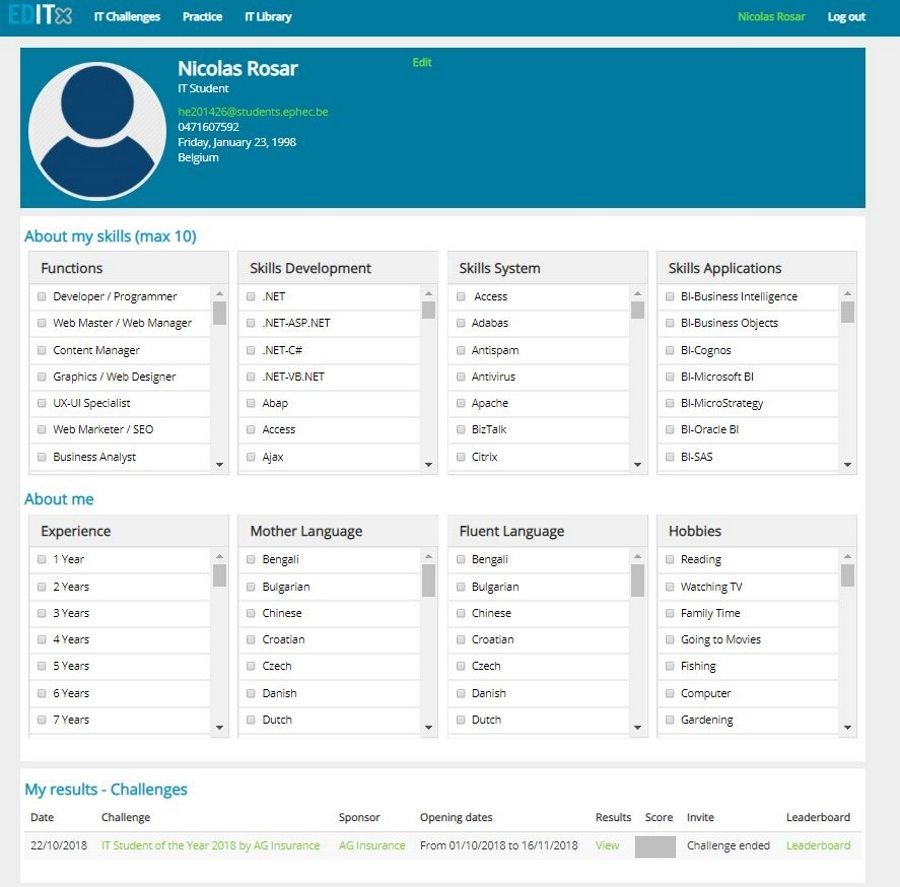 EDITx IT Challenges Practice IT Library Nicolas Rosar Log out
Nicolas Rosar Edit
IT Student
he201426@students.ephec.be
0471607592
Friday, January 23, 1998
Belgium
About my skills (max 10)
Functions Skills Development Skills System Skills Applications
Developer / Programmer .NET Access BI-Business Intelligence
Web Master / Web Manager .NET-ASP.NET Adabas BI-Business Objects
Content Manager .NET-C# Antispam BI-Cognos
Graphics / Web Designer .NET-VB.NET Antivirus BI-Microsoft BI
UX-UI Specialist Abap Apache BI-MicroStrategy
Web Marketer / SEO Access BizTalk BI-Oracle BI
Business Analyst Ajax Citrix BI-SAS
About me
Experience Mother Language Fluent Language Hobbies
1 Year Bengali Bengali Reading
2 Years Bulgarian Bulgarian Watching TV
3 Years Chinese Chinese Family Time
4 Years Croatian Croatian Going to Movies
5 Years Czech Czech Fishing
6 Years Danish Danish Computer
7 Years Dutch Dutch Gardening
My results - Challenges
Date Challenge Sponsor Opening dates Results Score Invite Leaderboard
22/10/2018 IT Student of the Year 2018 by AG Insurance AG Insurance From 01/10/2018 to 16/11/2018 View Challenge ended Leaderboard